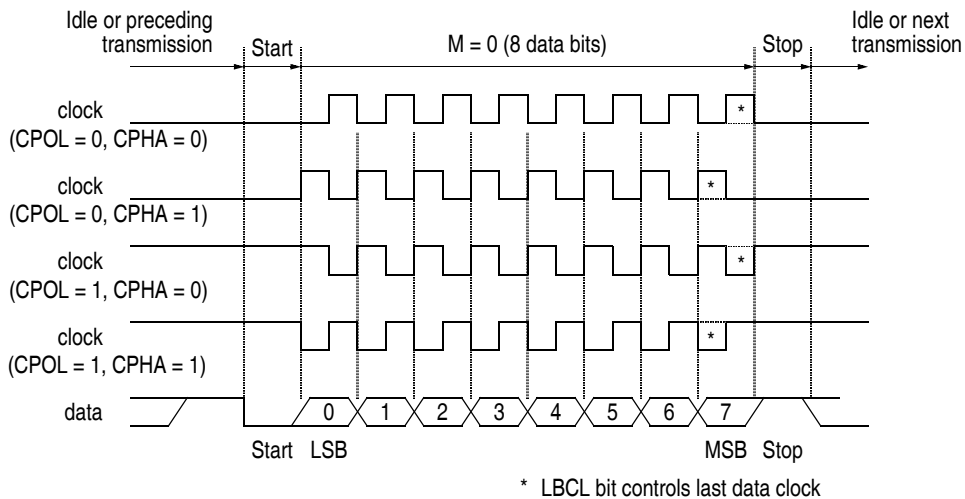 Idle or preceding
transmission
Start
M = 0 (8 data bits)
Stop
Idle or next
transmission
clock
(CPOL = 0, CPHA = 0)
*
clock
(CPOL = 0, CPHA = 1)
*
clock
(CPOL = 1, CPHA = 0)
*
clock
(CPOL = 1, CPHA = 1)
*
data
0 1 2 3 4 5 6 7
Start LSB MSB Stop
* LBCL bit controls last data clock